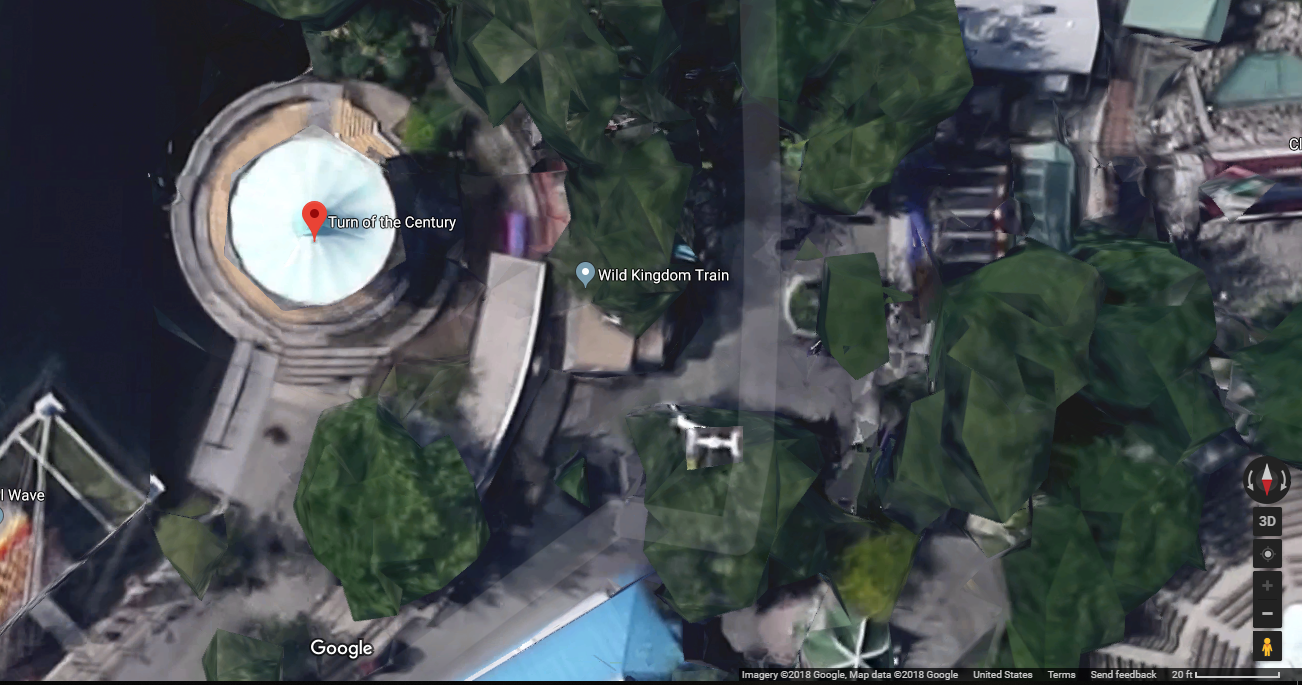 Cl
Turn of the Century
Wild Kingdom Train
l Wave
3D
Google
Imagery ©2018 Google, Map data ©2018 Google United States Terms Send feedback 20 ft